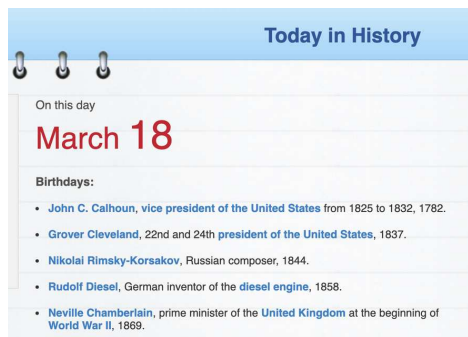 Today in History
On this day
March 18
Birthdays:
• John C. Calhoun, vice president of the United States from 1825 to 1832, 1782.
• Grover Cleveland, 22nd and 24th president of the United States, 1837.
• Nikolai Rimsky-Korsakov, Russian composer, 1844.
• Rudolf Diesel, German inventor of the diesel engine, 1858.
• Neville Chamberlain, prime minister of the United Kingdom at the beginning of
World War II, 1869.